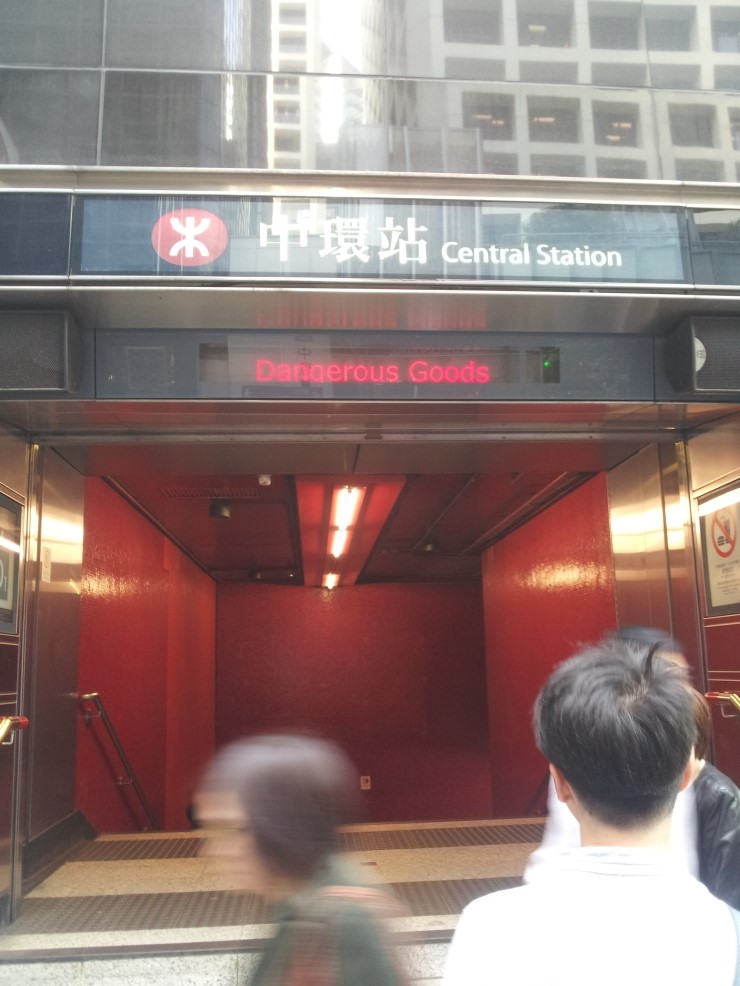 中環站 Central Station
Dangerous Goods